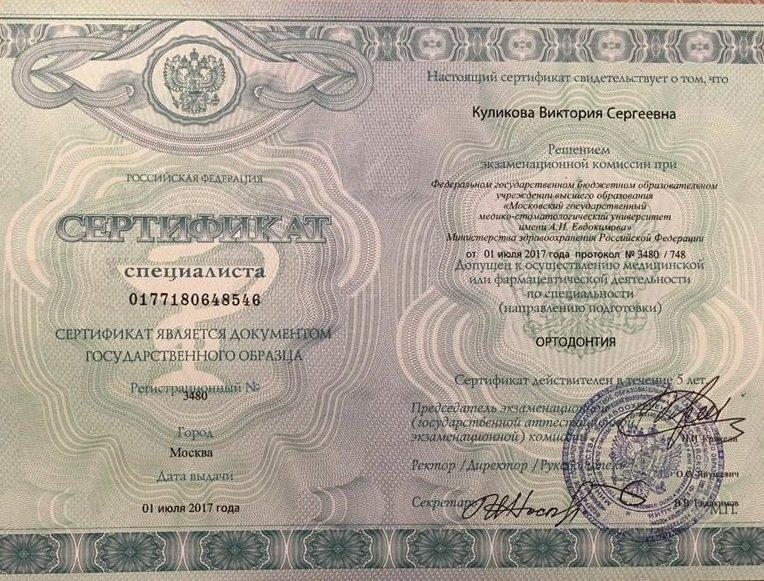 РОССИЙСКАЯ ФЕДЕРАЦИЯ
СЕРТИФИКАТ
специалиста
0177180648546
СЕРТИФИКАТ ЯВЛЯЕТСЯ ДОКУМЕНТОМ
ГОСУДАРСТВЕННОГО ОБРАЗЦА
Регистрационный №
3480
Город
Москва
Дата выдачи
01 июля 2017 года
Настоящий сертификат свидетельствует о том, что
Куликова Виктория Сергеевна
Решением
экзаменационной комиссии при
Федеральном государственном бюджетном образовательном
учреждении высшего образования
«Московский государственный
медико-стоматологический университет
имени А.И. Евдокимова»
Министерства здравоохранения Российской Федерации
от 01 июля 2017 года протокол № 3480 / 748
Допущен к осуществлению медицинской
или фармацевтической деятельности
по специальности
(направлению подготовки)
ОРТОДОНТИЯ
Сертификат действителен в течение 5 лет.
Председатель экзаменационной
(государственной аттестационной,
экзаменационной) комиссии
Ректор / Директор / Руководитель
О.О. Янушевич
Секретарь
М.П.